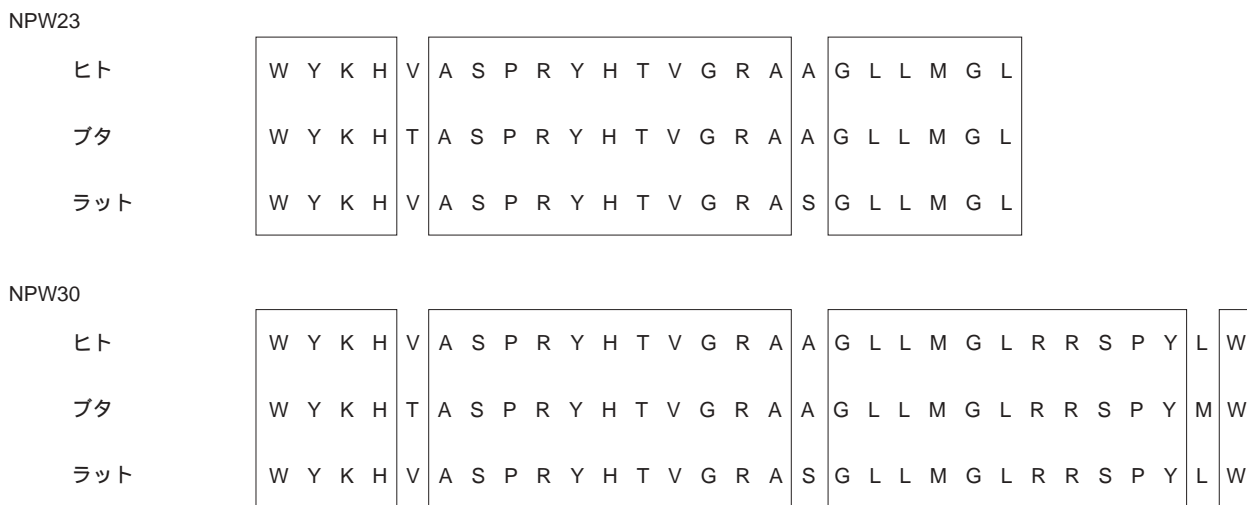 NPW23
ヒト W Y K H V A S P R Y H T V G R A A G L L M G L
ブタ W Y K H T A S P R Y H T V G R A A G L L M G L
ラット W Y K H V A S P R Y H T V G R A S G L L M G L
NPW30
ヒト W Y K H V A S P R Y H T V G R A A G L L M G L R R S P Y L W
ブタ W Y K H T A S P R Y H T V G R A A G L L M G L R R S P Y M W
ラット W Y K H V A S P R Y H T V G R A S G L L M G L R R S P Y L W